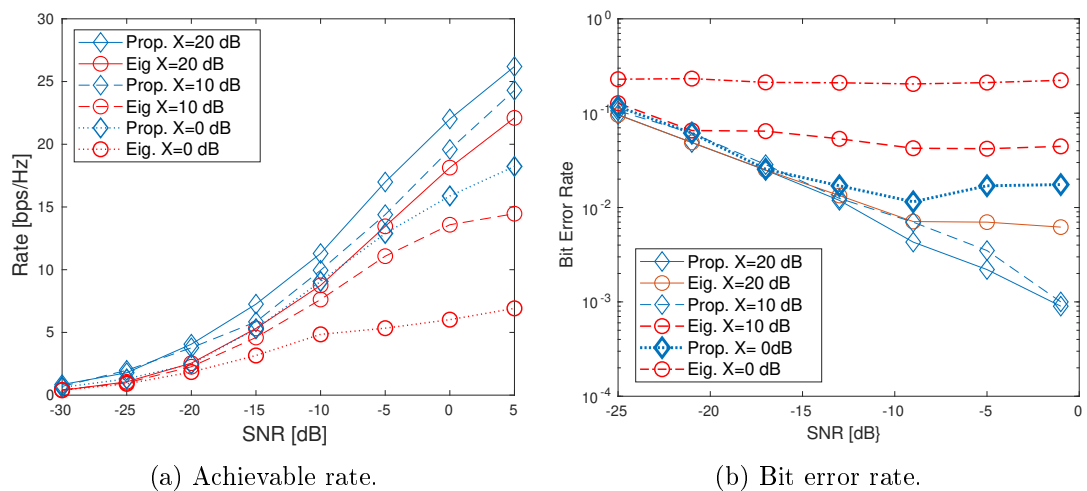 30
25
20
15
10
5
0
Rate [bps/Hz]
Prop. X=20 dB
Eig X=20 dB
Prop. X=10 dB
Eig X=10 dB
Prop. X=0 dB
Eig. X=0 dB
-30 -25 -20 -15 -10 -5 0 5
SNR [dB]
(a) Achievable rate.
10^0
10^-1
10^-2
10^-3
10^-4
Bit Error Rate
Prop. X=20 dB
Eig. X=20 dB
Prop. X=10 dB
Eig. X=10 dB
Prop. X= 0dB
Eig. X=0 dB
-25 -20 -15 -10 -5 0
SNR [dB}
(b) Bit error rate.